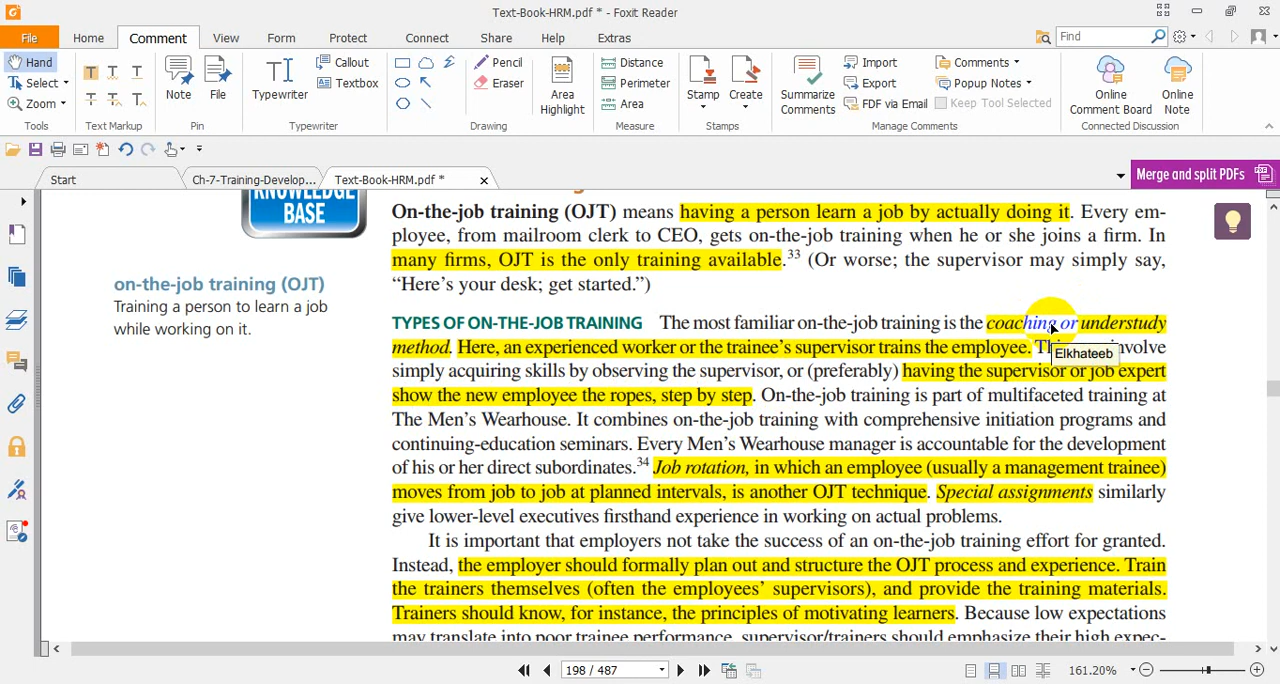 Text-Book-HRM.pdf * - Foxit Reader
File Home Comment View Form Protect Connect Share Help Extras Find
Hand
Select
Zoom
Tools
Text Markup
Note
File
Pin
Typewriter
Callout
Textbox
Typewriter
Pencil
Eraser
Drawing
Area Highlight
Distance
Perimeter
Area
Measure
Stamp
Create
Stamps
Summarize Comments
Import
Export
FDF via Email
Comments
Popup Notes
Keep Tool Selected
Manage Comments
Online Comment Board
Online Note
Connected Discussion
Start
Ch-7-Training-Develop...
Text-Book-HRM.pdf *
Merge and split PDFs
KNOWLEDGE
BASE
on-the-job training (OJT)
Training a person to learn a job
while working on it.
On-the-job training (OJT) means having a person learn a job by actually doing it. Every em-
ployee, from mailroom clerk to CEO, gets on-the-job training when he or she joins a firm. In
many firms, OJT is the only training available.33 (Or worse; the supervisor may simply say,
“Here’s your desk; get started.”)
TYPES OF ON-THE-JOB TRAINING The most familiar on-the-job training is the coaching or understudy
method. Here, an experienced worker or the trainee’s supervisor trains the employee. involve
Elkhateeb
simply acquiring skills by observing the supervisor, or (preferably) having the supervisor or job expert
show the new employee the ropes, step by step. On-the-job training is part of multifaceted training at
The Men’s Wearhouse. It combines on-the-job training with comprehensive initiation programs and
continuing-education seminars. Every Men’s Wearhouse manager is accountable for the development
of his or her direct subordinates.34 Job rotation, in which an employee (usually a management trainee)
moves from job to job at planned intervals, is another OJT technique. Special assignments similarly
give lower-level executives firsthand experience in working on actual problems.
It is important that employers not take the success of an on-the-job training effort for granted.
Instead, the employer should formally plan out and structure the OJT process and experience. Train
the trainers themselves (often the employees’ supervisors), and provide the training materials.
Trainers should know, for instance, the principles of motivating learners. Because low expectations
may translate into poor trainee performance, supervisor/trainers should emphasize their high expec-
198 / 487
161.20%